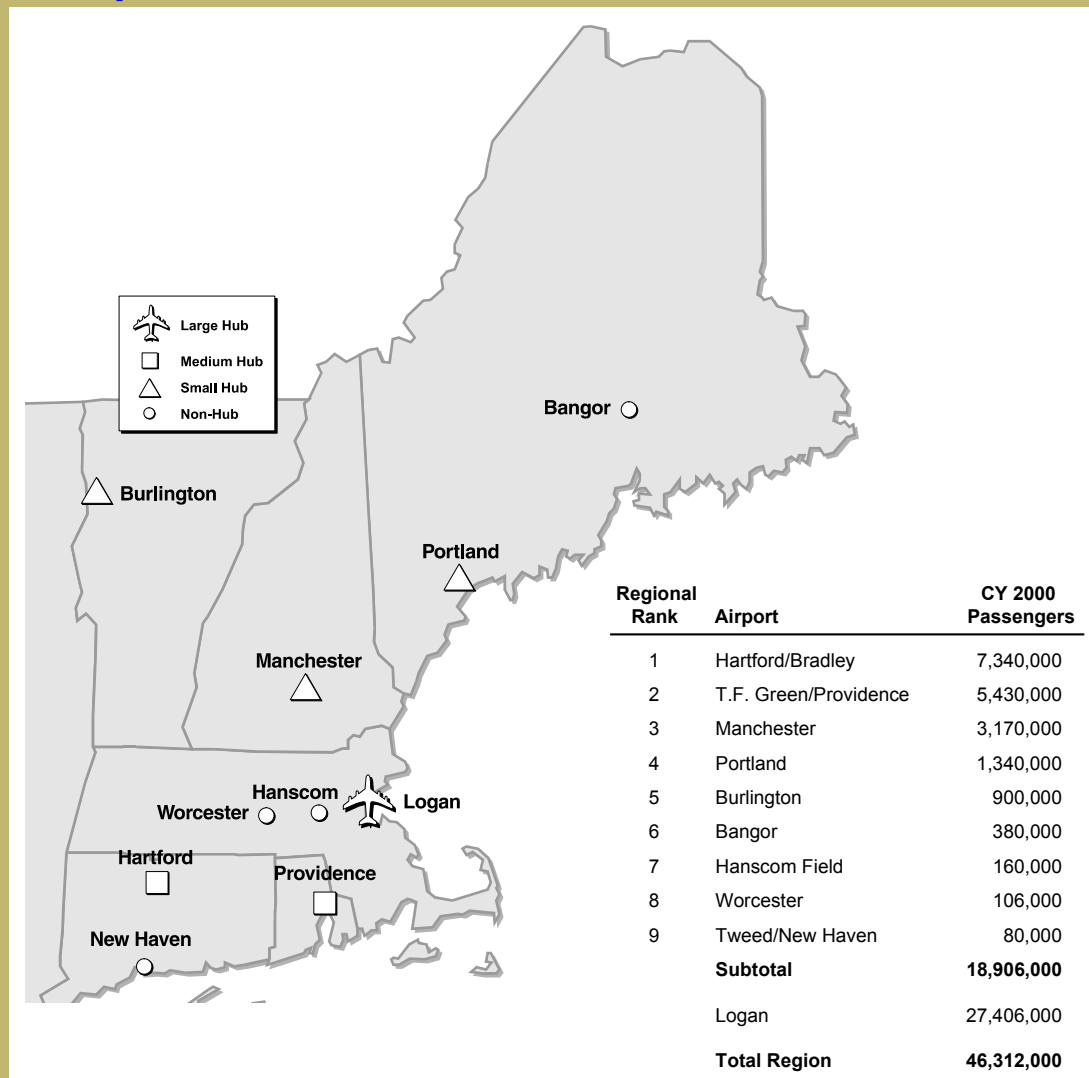 Large Hub
Medium Hub
Small Hub
Non-Hub
Bangor
Burlington
Portland
Manchester
Hanscom
Worcester
Logan
Hartford
Providence
New Haven
Regional Rank Airport CY 2000 Passengers
1 Hartford/Bradley 7,340,000
2 T.F. Green/Providence 5,430,000
3 Manchester 3,170,000
4 Portland 1,340,000
5 Burlington 900,000
6 Bangor 380,000
7 Hanscom Field 160,000
8 Worcester 106,000
9 Tweed/New Haven 80,000
Subtotal 18,906,000
Logan 27,406,000
Total Region 46,312,000